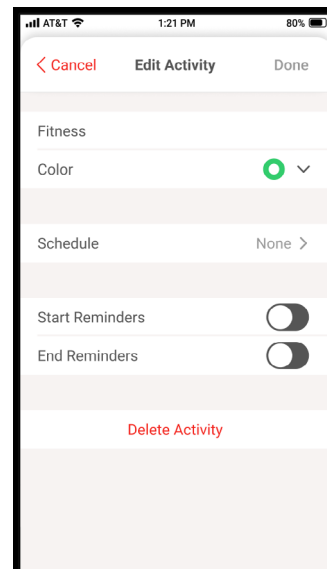 AT&T 1:21 PM 80%
Cancel Edit Activity Done
Fitness
Color
Schedule None
Start Reminders
End Reminders
Delete Activity